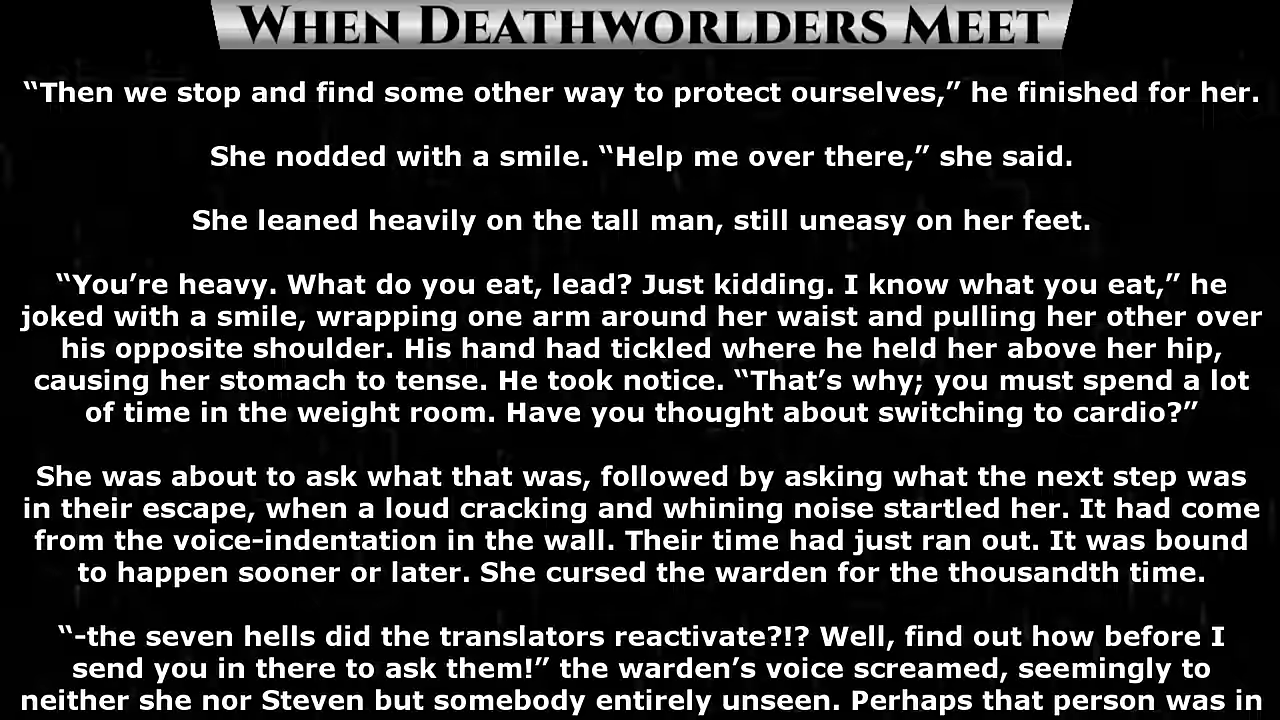 When Deathworlders Meet
“Then we stop and find some other way to protect ourselves,” he finished for her.
She nodded with a smile. “Help me over there,” she said.
She leaned heavily on the tall man, still uneasy on her feet.
“You’re heavy. What do you eat, lead? Just kidding. I know what you eat,” he
joked with a smile, wrapping one arm around her waist and pulling her other over
his opposite shoulder. His hand had tickled where he held her above her hip,
causing her stomach to tense. He took notice. “That’s why; you must spend a lot
of time in the weight room. Have you thought about switching to cardio?”
She was about to ask what that was, followed by asking what the next step was
in their escape, when a loud cracking and whining noise startled her. It had come
from the voice-indentation in the wall. Their time had just ran out. It was bound
to happen sooner or later. She cursed the warden for the thousandth time.
“-the seven hells did the translators reactivate?!? Well, find out how before I
send you in there to ask them!” the warden’s voice screamed, seemingly to
neither she nor Steven but somebody entirely unseen. Perhaps that person was in